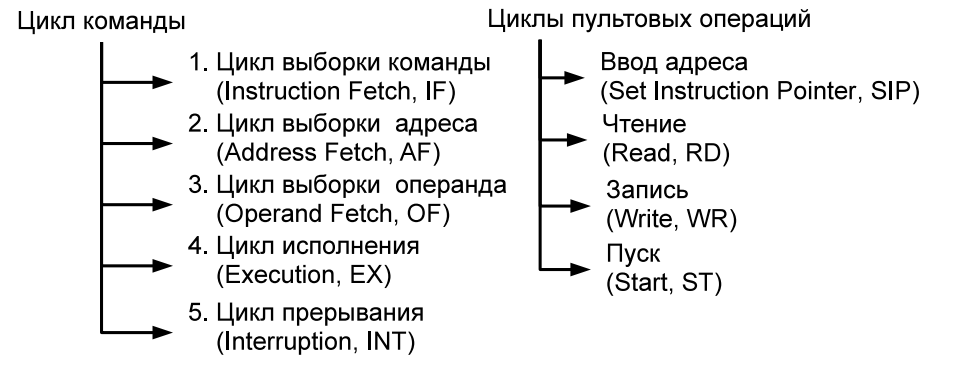 Цикл команды
1. Цикл выборки команды
(Instruction Fetch, IF)
2. Цикл выборки адреса
(Address Fetch, AF)
3. Цикл выборки операнда
(Operand Fetch, OF)
4. Цикл исполнения
(Execution, EX)
5. Цикл прерывания
(Interruption, INT)
Циклы пультовых операций
Ввод адреса
(Set Instruction Pointer, SIP)
Чтение
(Read, RD)
Запись
(Write, WR)
Пуск
(Start, ST)